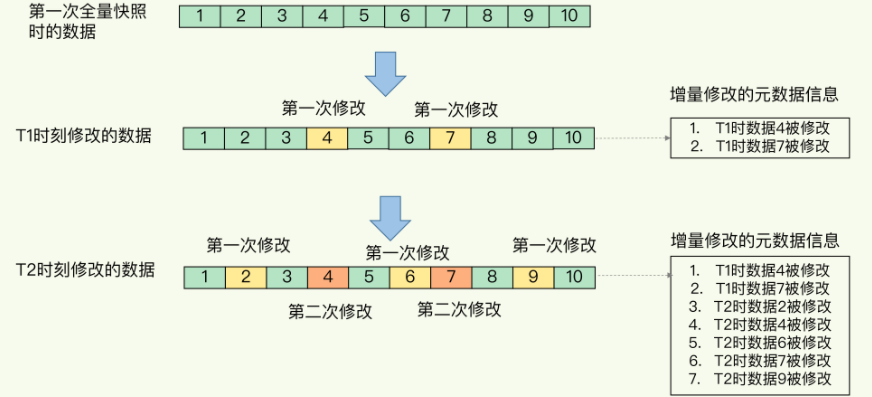 第一次全量快照
时的数据
1 2 3 4 5 6 7 8 9 10
第一次修改 第一次修改
增量修改的元数据信息
T1时刻修改的数据
1 2 3 4 5 6 7 8 9 10
1. T1时数据4被修改
2. T1时数据7被修改
第一次修改 第一次修改 第一次修改
增量修改的元数据信息
T2时刻修改的数据
1 2 3 4 5 6 7 8 9 10
第二次修改 第二次修改
1. T1时数据4被修改
2. T1时数据7被修改
3. T2时数据2被修改
4. T2时数据4被修改
5. T2时数据6被修改
6. T2时数据7被修改
7. T2时数据9被修改